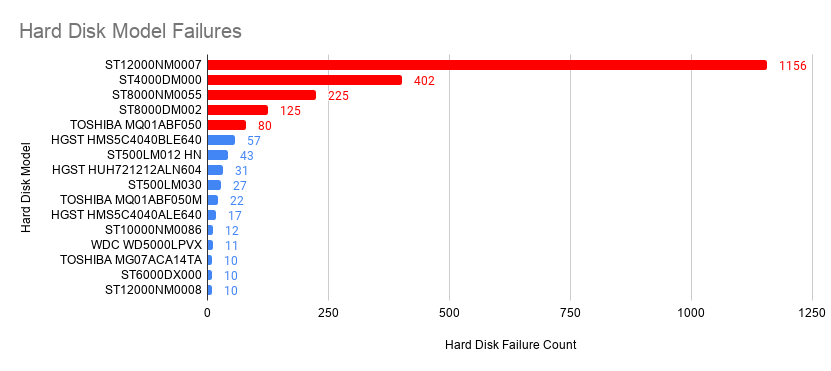 Hard Disk Model Failures
Hard Disk Model
ST12000NM0007 1156
ST4000DM000 402
ST8000NM0055 225
ST8000DM002 125
TOSHIBA MQ01ABF050 80
HGST HMS5C4040BLE640 57
ST500LM012 HN 43
HGST HUH721212ALN604 31
ST500LM030 27
TOSHIBA MQ01ABF050M 22
HGST HMS5C4040ALE640 17
ST10000NM0086 12
WDC WD5000LPVX 11
TOSHIBA MG07ACA14TA 10
ST6000DX000 10
ST12000NM0008 10
0 250 500 750 1000 1250
Hard Disk Failure Count